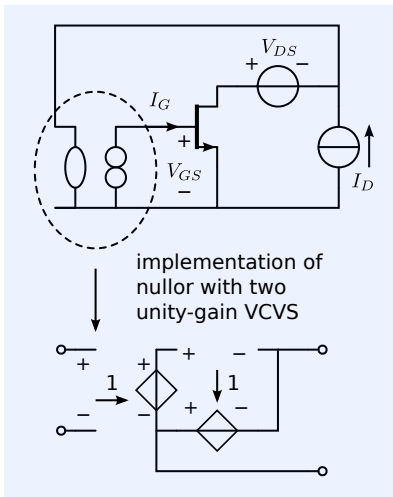 V_DS
+ −
I_G
+
V_GS
−
I_D
implementation of
nullor with two
unity-gain VCVS
+ + + −
1 1
− − + −